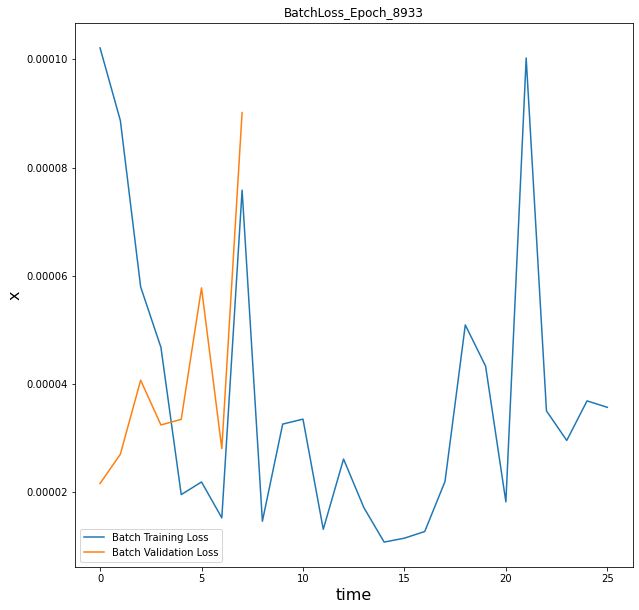 BatchLoss_Epoch_8933
0.00010
0.00008
0.00006
0.00004
0.00002
x
Batch Training Loss
Batch Validation Loss
0 5 10 15 20 25
time